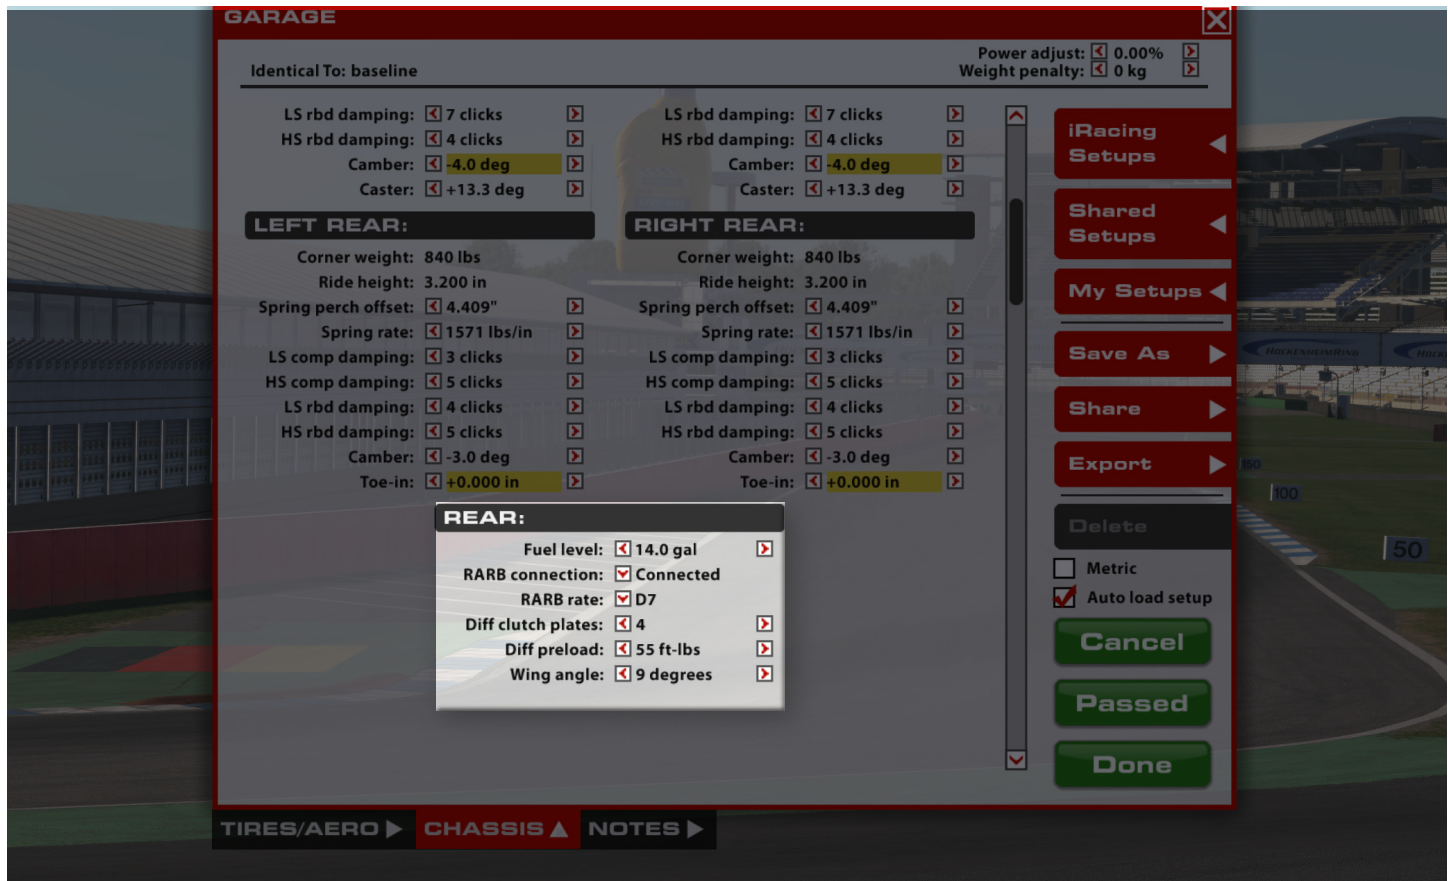 GARAGE
Power adjust: 0.00%
Identical To: baseline
Weight penalty: 0 kg
LS rbd damping: 7 clicks
LS rbd damping: 7 clicks
HS rbd damping: 4 clicks
HS rbd damping: 4 clicks
Camber: -4.0 deg
Camber: -4.0 deg
Caster: +13.3 deg
Caster: +13.3 deg
LEFT REAR:
RIGHT REAR:
Corner weight: 840 lbs
Corner weight: 840 lbs
Ride height: 3.200 in
Ride height: 3.200 in
Spring perch offset: 4.409"
Spring perch offset: 4.409"
Spring rate: 1571 lbs/in
Spring rate: 1571 lbs/in
LS comp damping: 3 clicks
LS comp damping: 3 clicks
HS comp damping: 5 clicks
HS comp damping: 5 clicks
LS rbd damping: 4 clicks
LS rbd damping: 4 clicks
HS rbd damping: 5 clicks
HS rbd damping: 5 clicks
Camber: -3.0 deg
Camber: -3.0 deg
Toe-in: +0.000 in
Toe-in: +0.000 in
REAR:
Fuel level: 14.0 gal
RARB connection: Connected
RARB rate: D7
Diff clutch plates: 4
Diff preload: 55 ft-lbs
Wing angle: 9 degrees
iRacing
Setups
Shared
Setups
My Setups
Save As
Share
Export
Delete
Metric
Auto load setup
Cancel
Passed
Done
HOCKENHEIMRING
150
100
50
TIRES/AERO
CHASSIS
NOTES